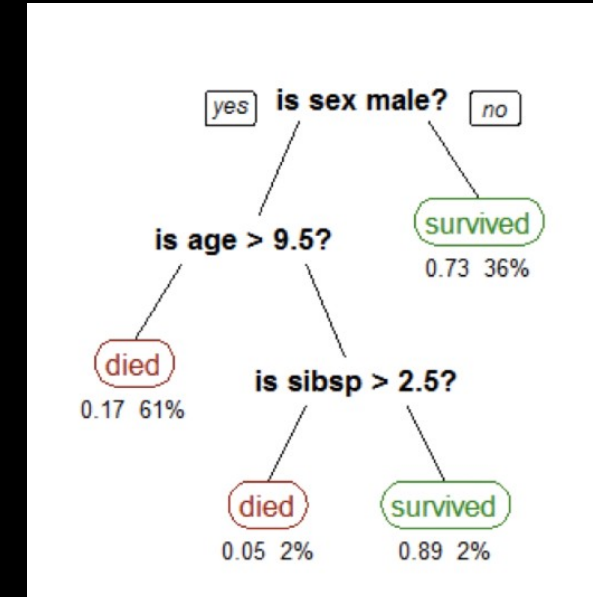 yes is sex male? no
survived
is age > 9.5?
0.73 36%
died
is sibsp > 2.5?
0.17 61%
died survived
0.05 2% 0.89 2%